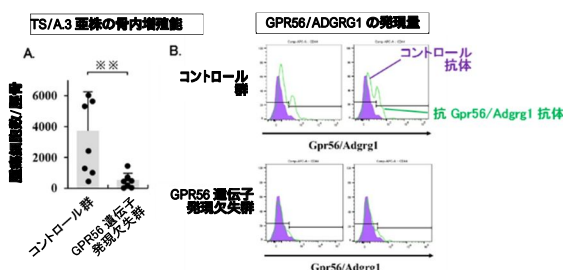 TS/A.3 亜株の骨内増殖能
GPR56/ADGRG1 の発現量
A.
※※
腫瘍細胞数/脛骨
6000
4000
2000
0
コントロール群
GPR56 遺伝子
発現欠失群
B.
コントロール
群
コントロール
抗体
抗 Gpr56/Adgrg1 抗体
Gpr56/Adgrg1
GPR56 遺伝子
発現欠失群
Gpr56/Adgrg1